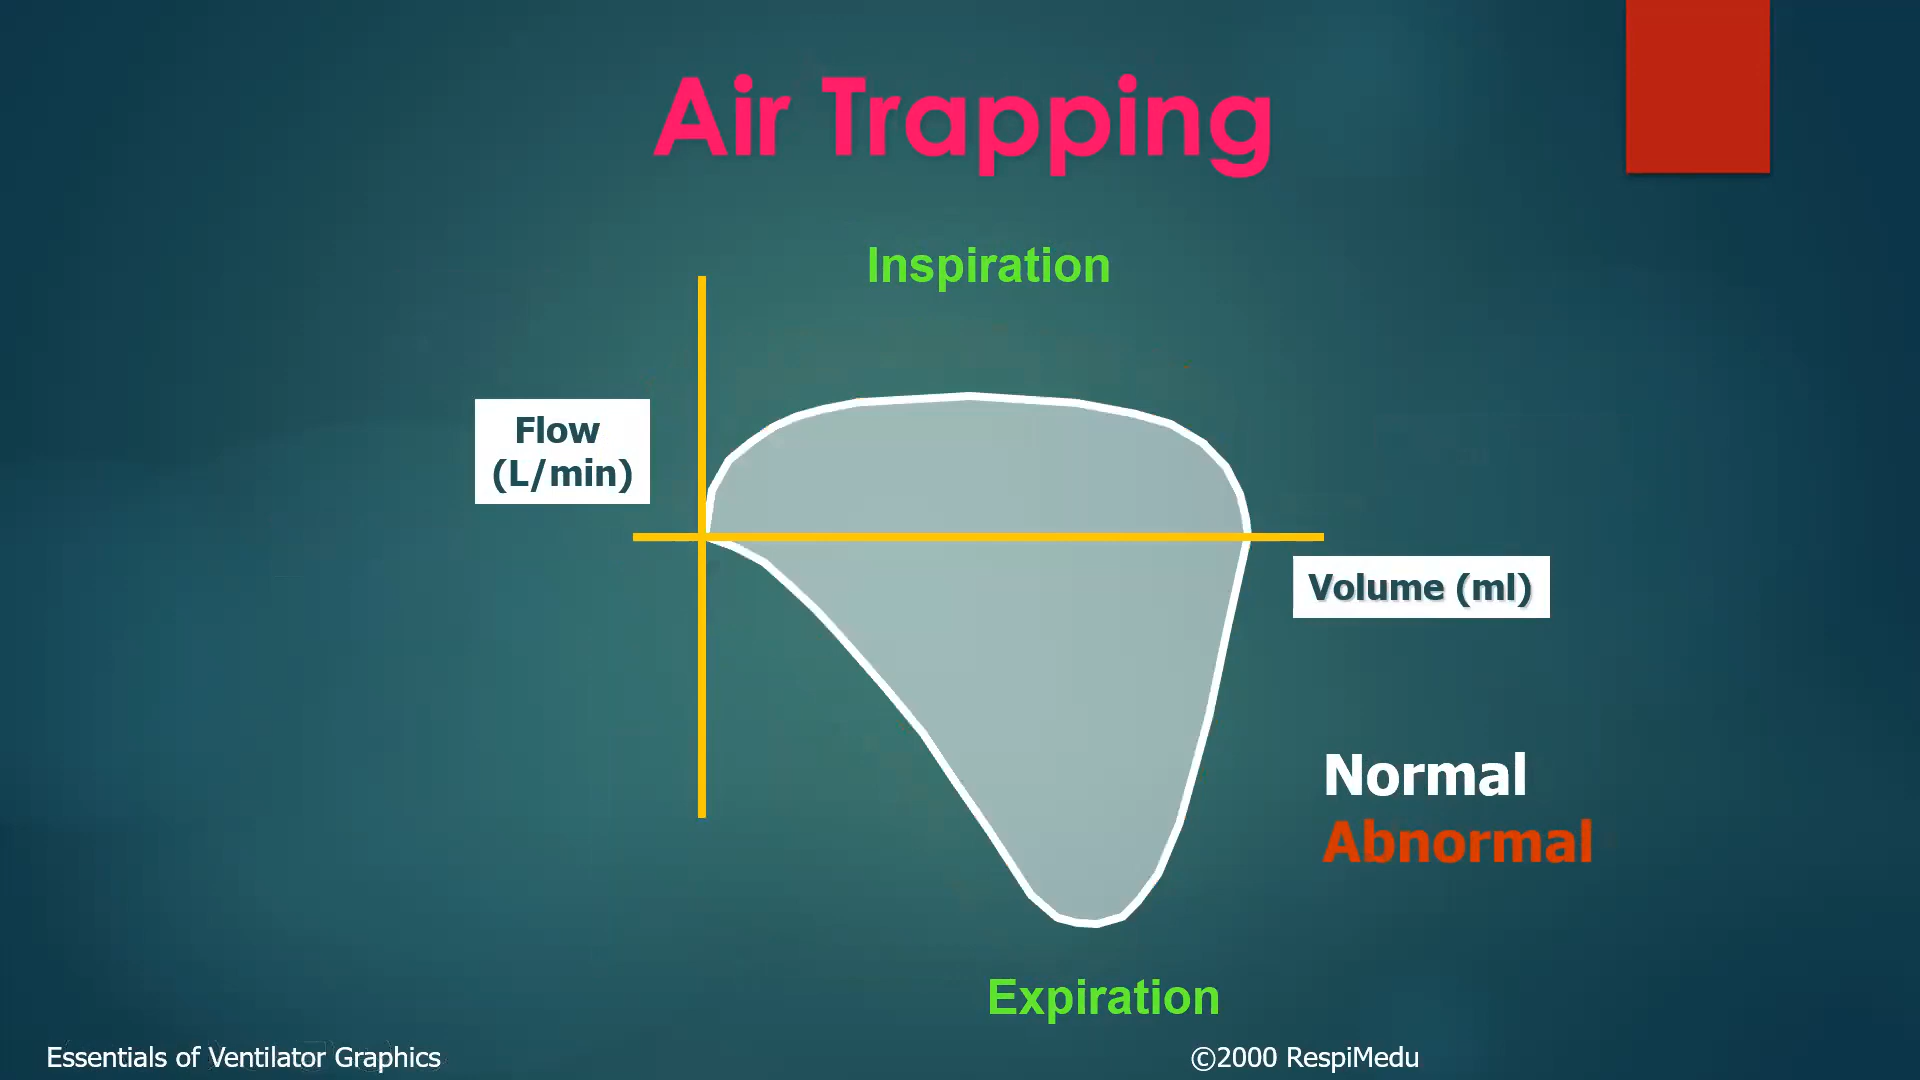 Air Trapping
Inspiration
Flow
(L/min)
Volume (ml)
Normal
Abnormal
Expiration
Essentials of Ventilator Graphics
©2000 RespiMedu